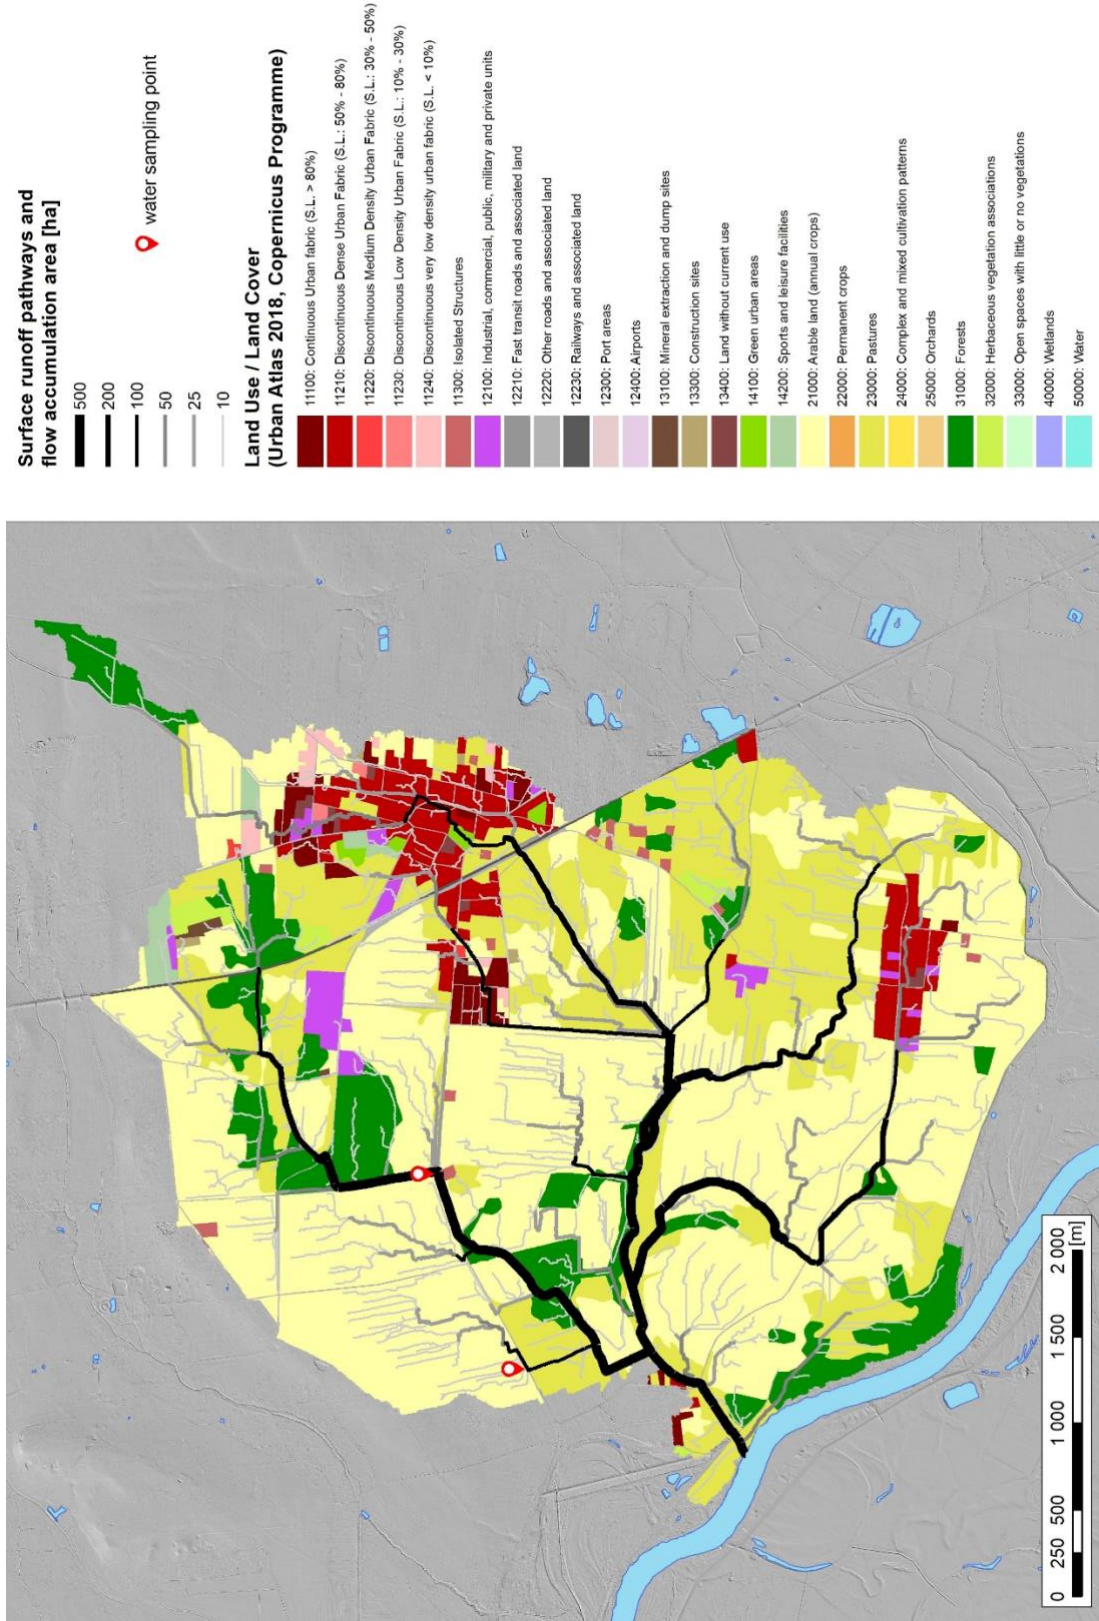 Surface runoff pathways and
flow accumulation area [ha]
500
200
100
50
25
10
water sampling point
Land Use / Land Cover
(Urban Atlas 2018, Copernicus Programme)
11100: Continuous Urban fabric (S.L. > 80%)
11210: Discontinuous Dense Urban Fabric (S.L.: 50% - 80%)
11220: Discontinuous Medium Density Urban Fabric (S.L.: 30% - 50%)
11230: Discontinuous Low Density Urban Fabric (S.L.: 10% - 30%)
11240: Discontinuous very low density urban fabric (S.L. < 10%)
11300: Isolated Structures
12100: Industrial, commercial, public, military and private units
12210: Fast transit roads and associated land
12220: Other roads and associated land
12230: Railways and associated land
12300: Port areas
12400: Airports
13100: Mineral extraction and dump sites
13300: Construction sites
13400: Land without current use
14100: Green urban areas
14200: Sports and leisure facilities
21000: Arable land (annual crops)
22000: Permanent crops
23000: Pastures
24000: Complex and mixed cultivation patterns
25000: Orchards
31000: Forests
32000: Herbaceous vegetation associations
33000: Open spaces with little or no vegetations
40000: Wetlands
50000: Water
0 250 500 1 000 1 500 2 000
[m]